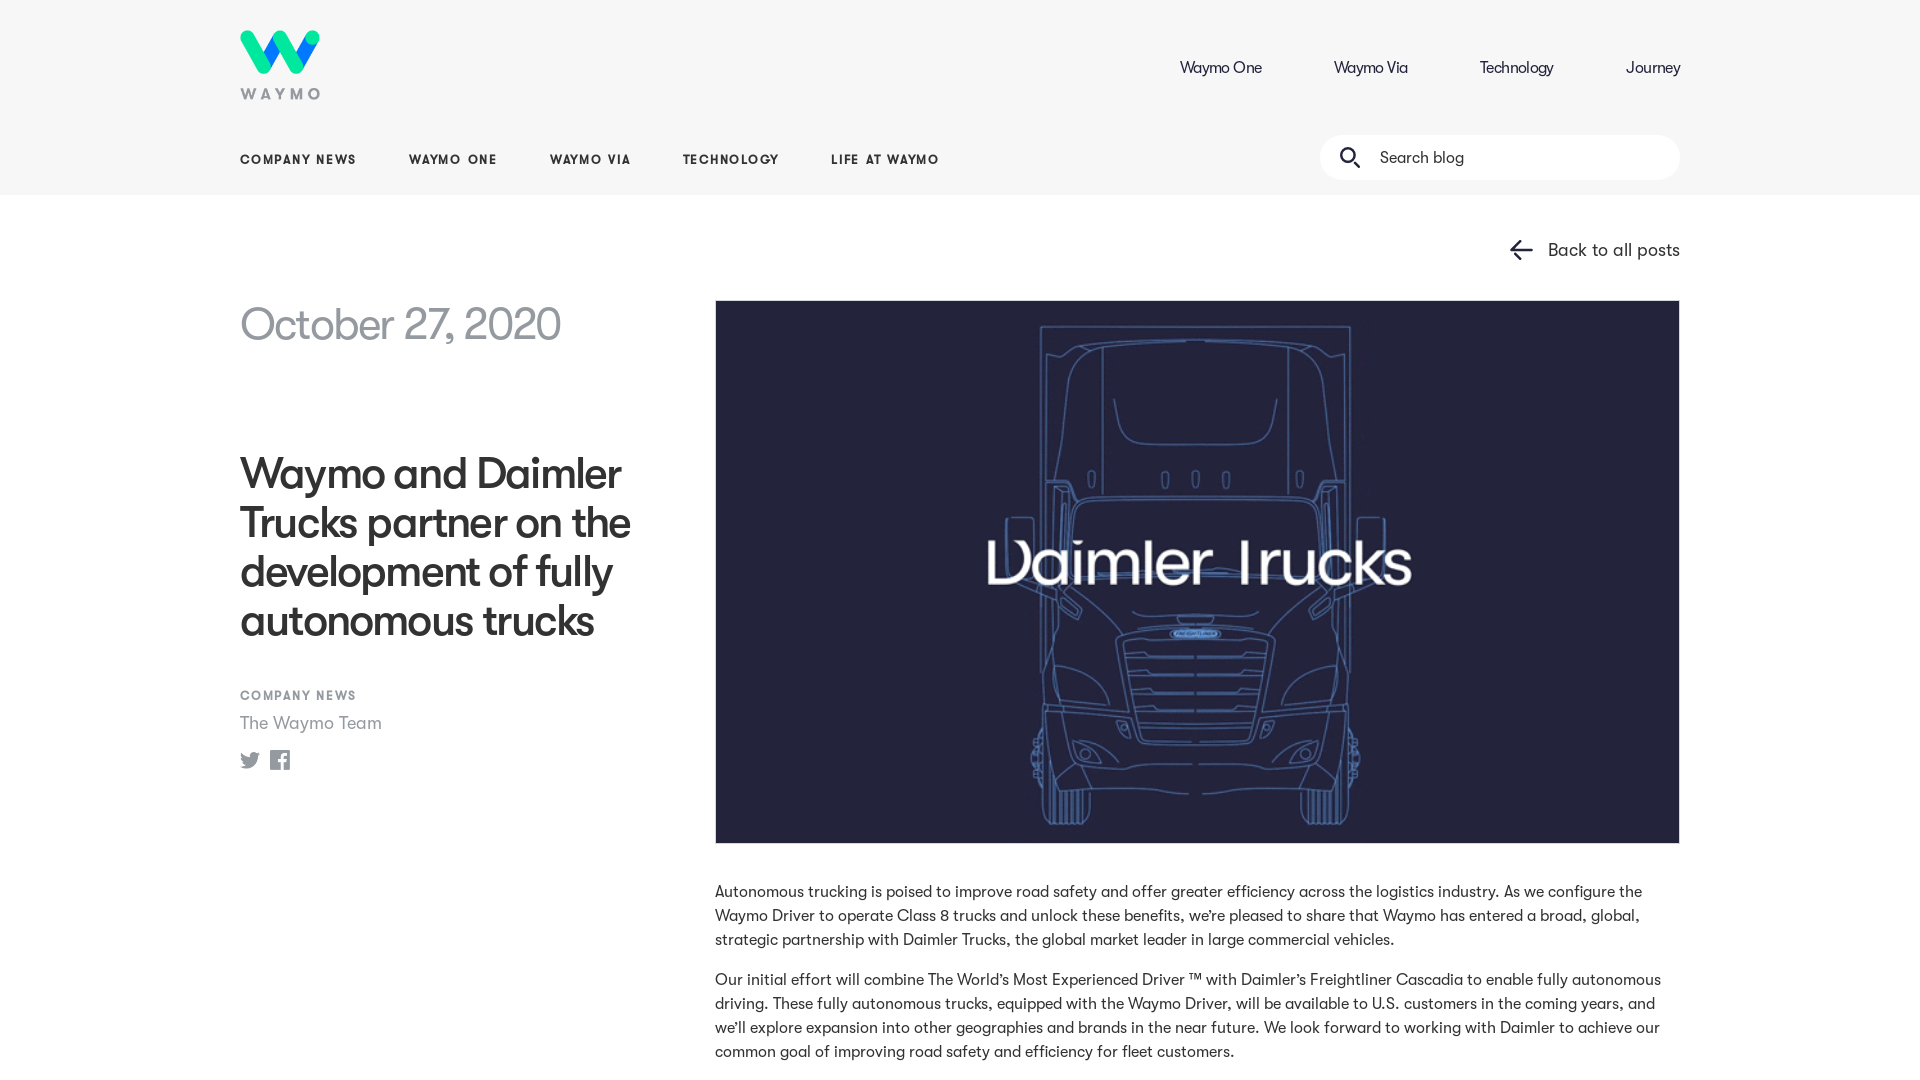 WAYMO
Waymo One
Waymo Via
Technology
Journey
COMPANY NEWS
WAYMO ONE
WAYMO VIA
TECHNOLOGY
LIFE AT WAYMO
Search blog
Back to all posts
October 27, 2020
Waymo and Daimler
Trucks partner on the
development of fully
autonomous trucks
COMPANY NEWS
The Waymo Team
Daimler Trucks
FREIGHTLINER
Autonomous trucking is poised to improve road safety and offer greater efficiency across the logistics industry. As we configure the
Waymo Driver to operate Class 8 trucks and unlock these benefits, we’re pleased to share that Waymo has entered a broad, global,
strategic partnership with Daimler Trucks, the global market leader in large commercial vehicles.
Our initial effort will combine The World’s Most Experienced Driver ™ with Daimler’s Freightliner Cascadia to enable fully autonomous
driving. These fully autonomous trucks, equipped with the Waymo Driver, will be available to U.S. customers in the coming years, and
we’ll explore expansion into other geographies and brands in the near future. We look forward to working with Daimler to achieve our
common goal of improving road safety and efficiency for fleet customers.